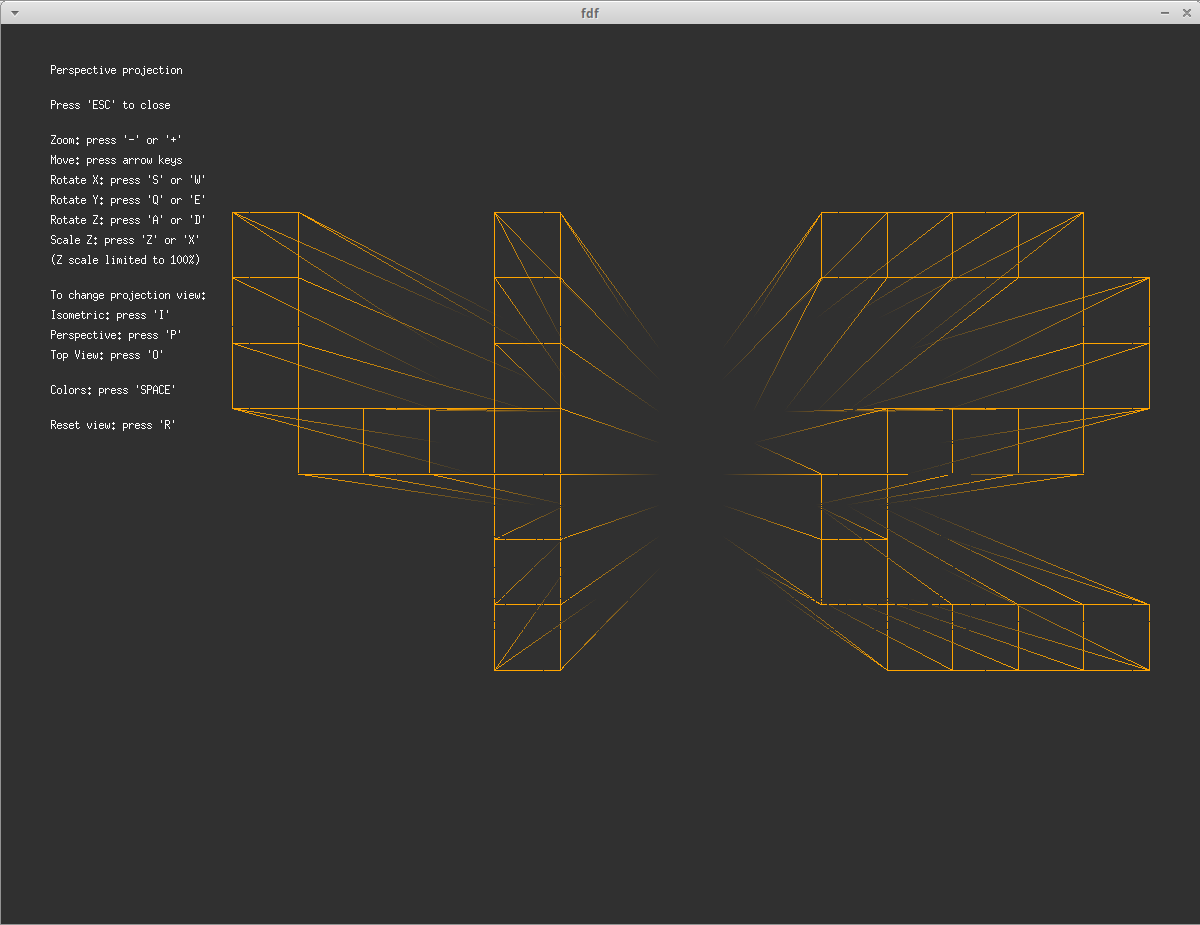 fdf
Perspective projection
Press 'ESC' to close
Zoom: press '-' or '+'
Move: press arrow keys
Rotate X: press 'S' or 'W'
Rotate Y: press 'Q' or 'E'
Rotate Z: press 'A' or 'D'
Scale Z: press 'Z' or 'X'
(Z scale limited to 100%)
To change projection view:
Isometric: press 'I'
Perspective: press 'P'
Top View: press 'O'
Colors: press 'SPACE'
Reset view: press 'R'
42